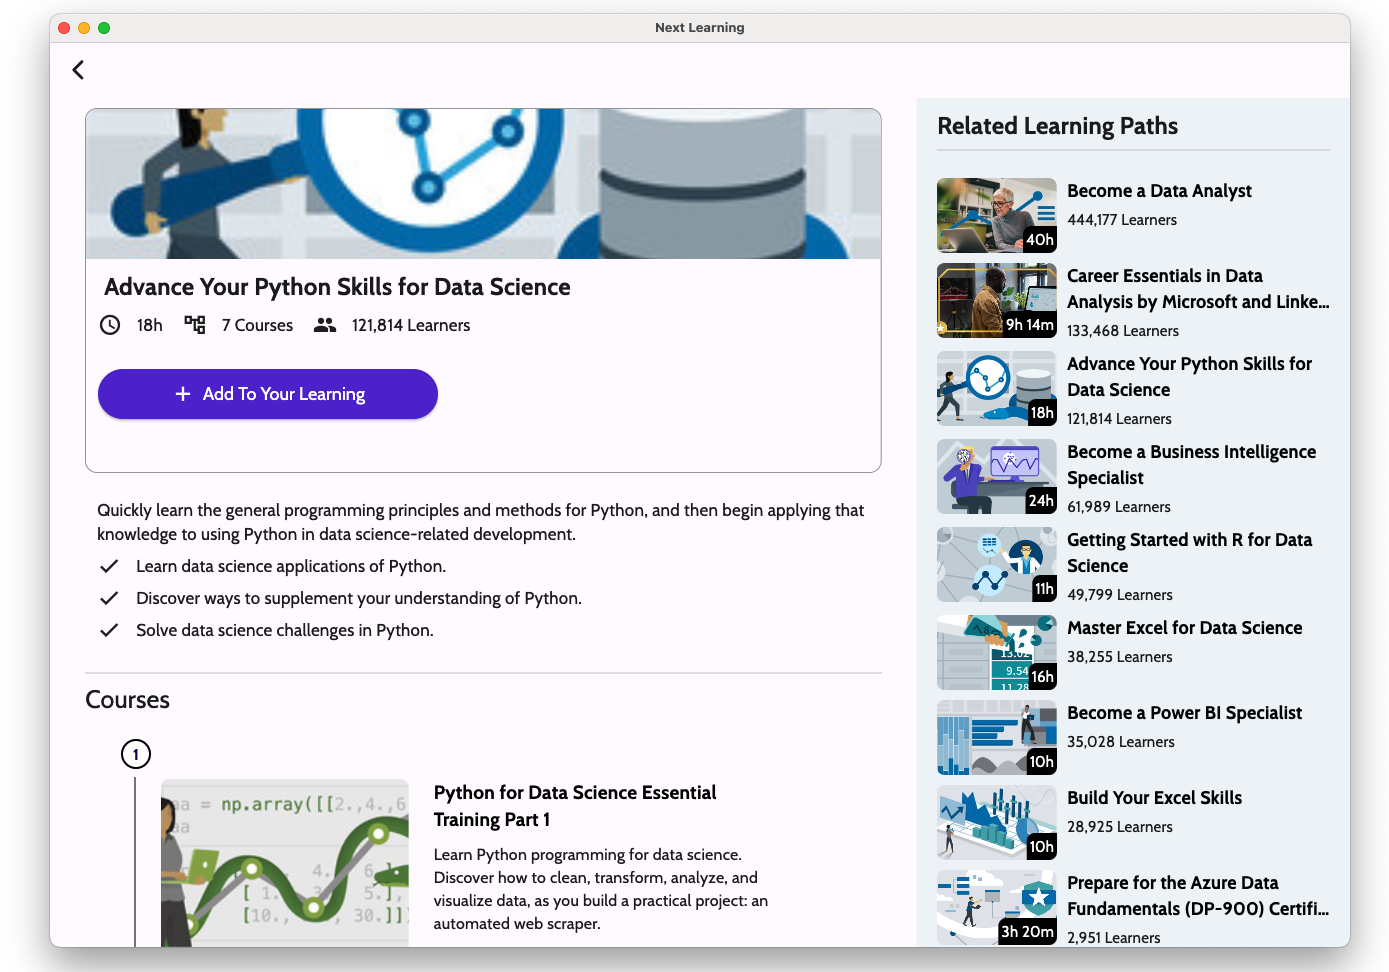 Next Learning
Advance Your Python Skills for Data Science
18h 7 Courses 121,814 Learners
+ Add To Your Learning
Quickly learn the general programming principles and methods for Python, and then begin applying that
knowledge to using Python in data science-related development.
Learn data science applications of Python.
Discover ways to supplement your understanding of Python.
Solve data science challenges in Python.
Courses
1
= np.array([[2.,4.,6
aa
4. 6.
[ 1. 3 5.],
[10., 30.]])
Python for Data Science Essential
Training Part 1
Learn Python programming for data science.
Discover how to clean, transform, analyze, and
visualize data, as you build a practical project: an
automated web scraper.
Related Learning Paths
Become a Data Analyst
444,177 Learners
40h
Career Essentials in Data
Analysis by Microsoft and Linke...
133,468 Learners
9h 14m
Advance Your Python Skills for
Data Science
121,814 Learners
18h
Become a Business Intelligence
Specialist
61,989 Learners
24h
Getting Started with R for Data
Science
49,799 Learners
11h
Master Excel for Data Science
38,255 Learners
13.02
9.54
11.28
16h
Become a Power BI Specialist
35,028 Learners
10h
Build Your Excel Skills
28,925 Learners
10h
Prepare for the Azure Data
Fundamentals (DP-900) Certifi...
2,951 Learners
3h 20m